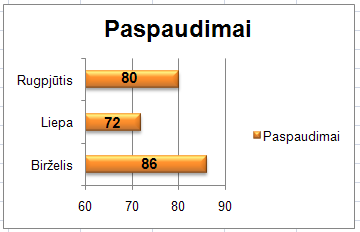 Paspaudimai
Rugpjūtis 80
Liepa 72
Paspaudimai
Birželis 86
60 70 80 90